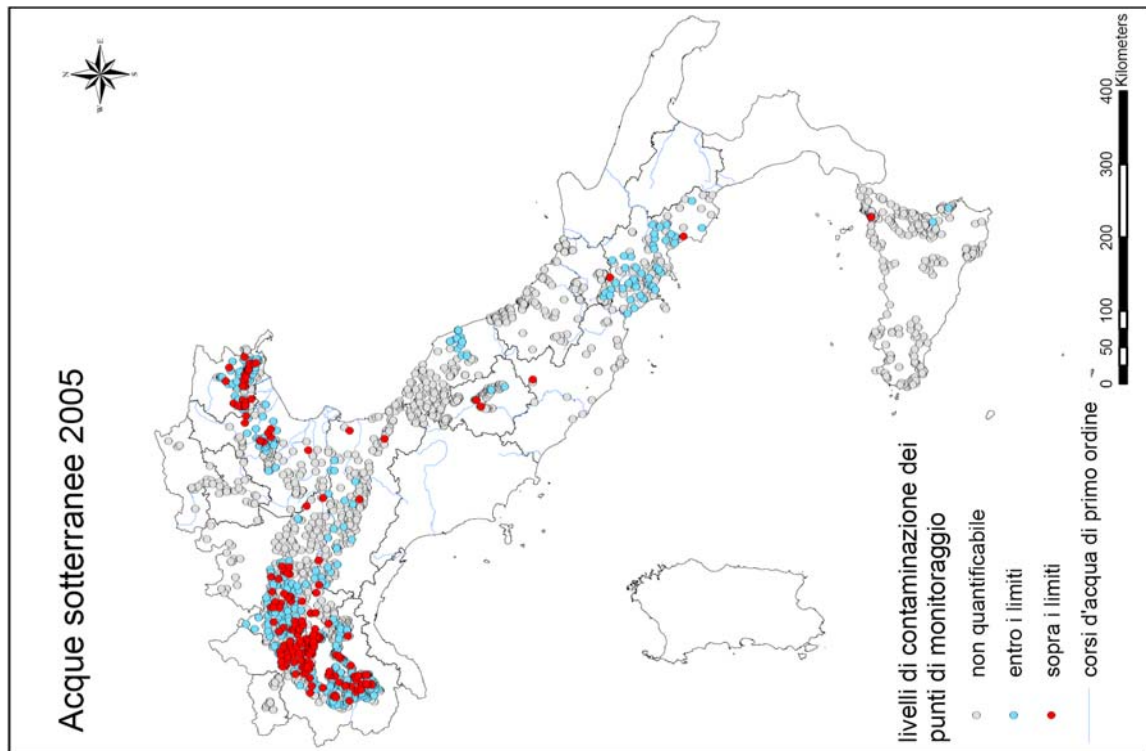 Acque sotterranee 2005
N
E
S
W
livelli di contaminazione dei
punti di monitoraggio
non quantificabile
entro i limiti
sopra i limiti
corsi d'acqua di primo ordine
0 50 100 200 300 400
Kilometers